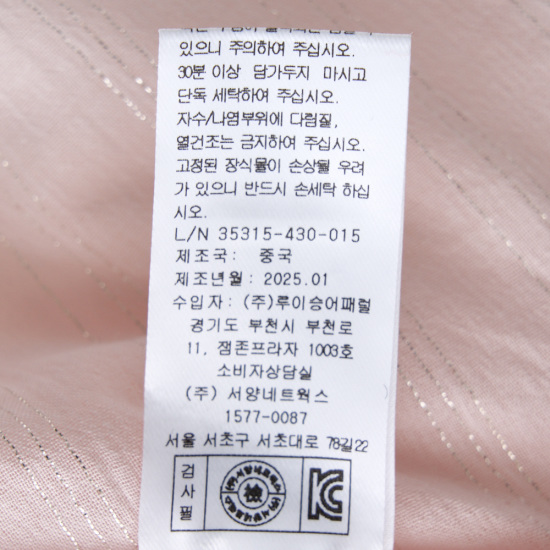 있으니 주의하여 주십시오.
30분 이상 담가두지 마시고
단독 세탁하여 주십시오.
자수/나염부위에 다림질,
열건조는 금지하여 주십시오.
고정된 장식물이 손상될 우려
가 있으니 반드시 손세탁 하십
시오.
L/N 35315-430-015
제조국: 중국
제조년월: 2025.01
수입자: (주)루이승어패럴
경기도 부천시 부천로
11, 잼존프라자 1003호
소비자상담실
(주) 서양네트웍스
1577-0087
서울 서초구 서초대로 78길22
검사필
檢
KC